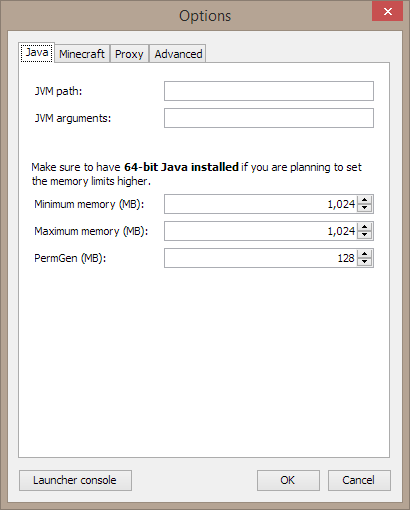 Options
Java Minecraft Proxy Advanced
JVM path:
JVM arguments:
Make sure to have 64-bit Java installed if you are planning to set
the memory limits higher.
Minimum memory (MB): 1,024
Maximum memory (MB): 1,024
PermGen (MB): 128
Launcher console OK Cancel